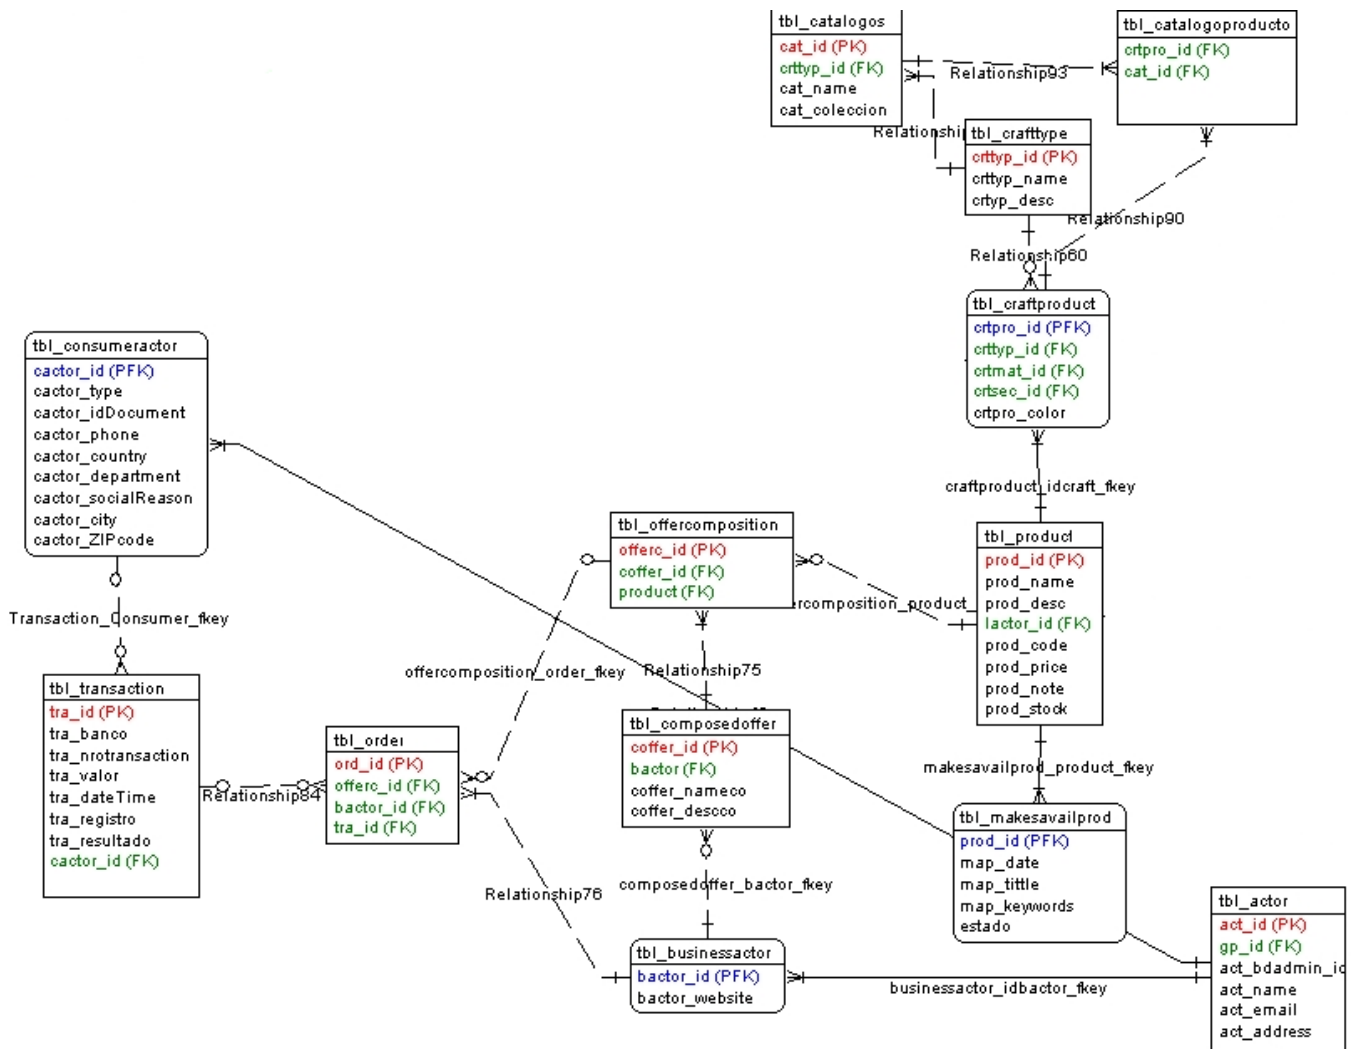 tbl_catalogos
cat_id (PK)
crttyp_id (FK)
cat_name
cat_coleccion
tbl_catalogoproducto
crtpro_id (FK)
cat_id (FK)
Relationship93
Relationship
tbl_crafttype
crttyp_id (PK)
crttyp_name
crtyp_desc
Relationship90
Relationship60
tbl_craftproduct
crtpro_id (PFK)
crttyp_id (FK)
crtmat_id (FK)
crtsec_id (FK)
crtpro_color
craftproduct_idcraft_fkey
tbl_consumeractor
cactor_id (PFK)
cactor_type
cactor_idDocument
cactor_phone
cactor_country
cactor_department
cactor_socialReason
cactor_city
cactor_ZIPcode
Transaction_Consumer_fkey
tbl_offercomposition
offerc_id (PK)
coffer_id (FK)
product (FK)
ercomposition_product_
tbl_product
prod_id (PK)
prod_name
prod_desc
lactor_id (FK)
prod_code
prod_price
prod_note
prod_stock
offercomposition_order_fkey
Relationship75
tbl_transaction
tra_id (PK)
tra_banco
tra_nrotransaction
tra_valor
tra_dateTime
tra_registro
tra_resultado
cactor_id (FK)
Relationship84
tbl_order
ord_id (PK)
offerc_id (FK)
bactor_id (FK)
tra_id (FK)
tbl_composedoffer
coffer_id (PK)
bactor (FK)
coffer_nameco
coffer_descco
makesavailprod_product_fkey
tbl_makesavailprod
prod_id (PFK)
map_date
map_tittle
map_keywords
estado
Relationship76
composedoffer_bactor_fkey
tbl_businessactor
bactor_id (PFK)
bactor_website
businessactor_idbactor_fkey
tbl_actor
act_id (PK)
gp_id (FK)
act_bdadmin_id
act_name
act_email
act_address